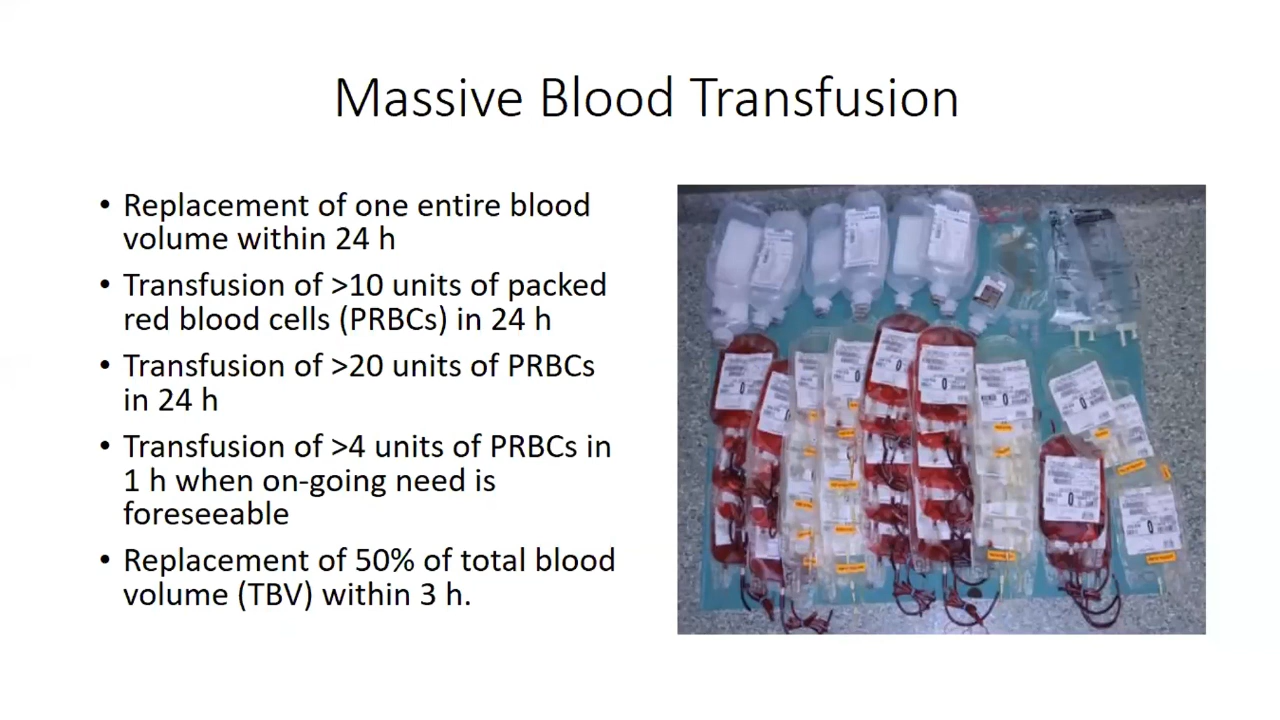 Massive Blood Transfusion
• Replacement of one entire blood
volume within 24 h
• Transfusion of >10 units of packed
red blood cells (PRBCs) in 24 h
• Transfusion of >20 units of PRBCs
in 24 h
• Transfusion of >4 units of PRBCs in
1 h when on-going need is
foreseeable
• Replacement of 50% of total blood
volume (TBV) within 3 h.